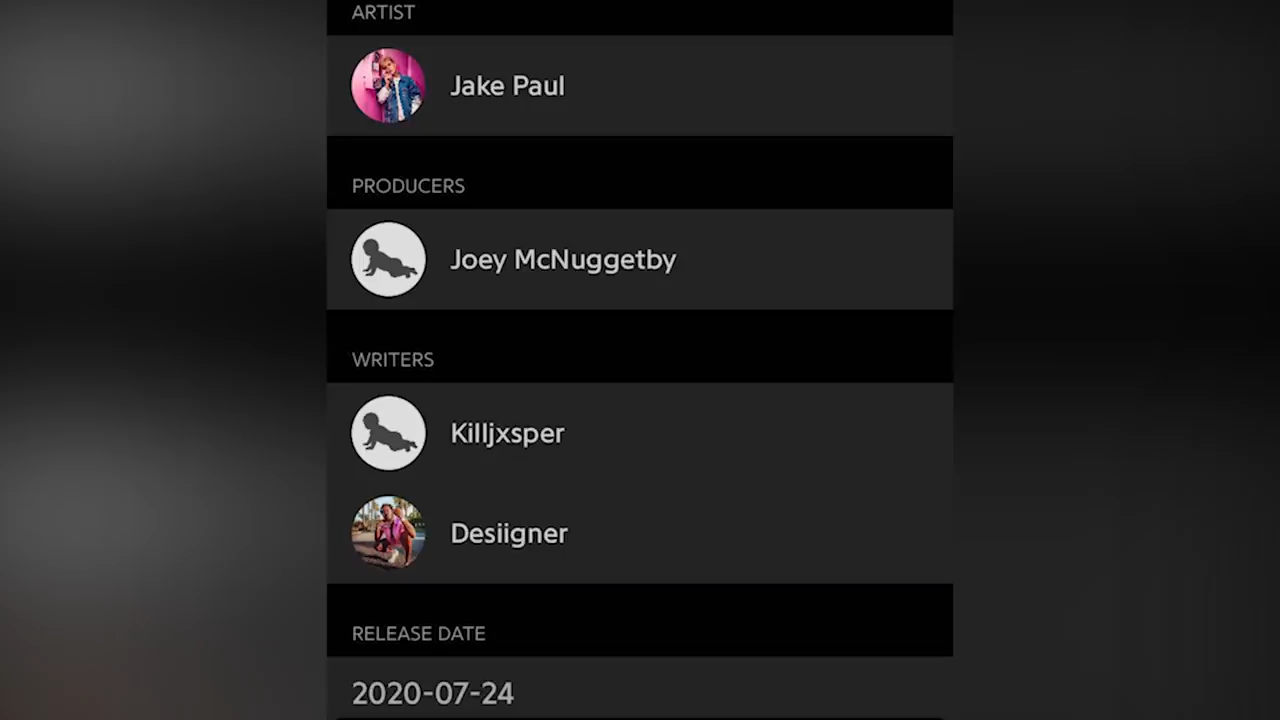 ARTIST
Jake Paul
PRODUCERS
Joey McNuggetby
WRITERS
Killjxsper
Desiigner
RELEASE DATE
2020-07-24